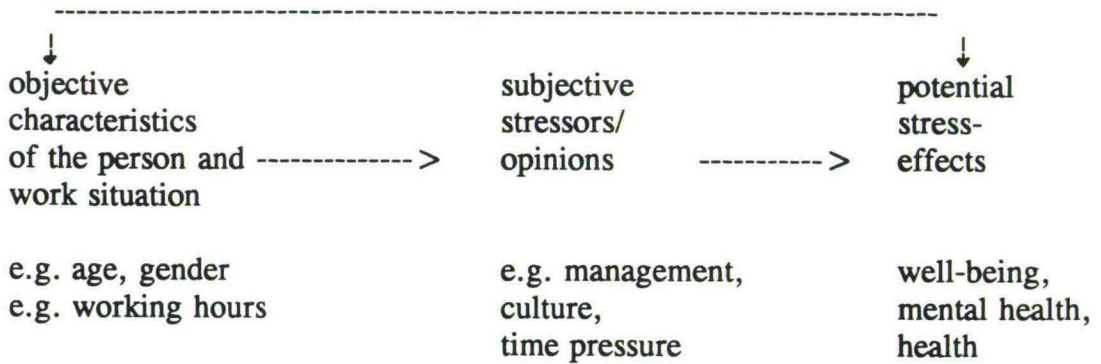 objective
characteristics
of the person and -------------->
work situation
subjective
stressors/
opinions ----------->
potential
stress-
effects
e.g. age, gender
e.g. working hours
e.g. management,
culture,
time pressure
well-being,
mental health,
health